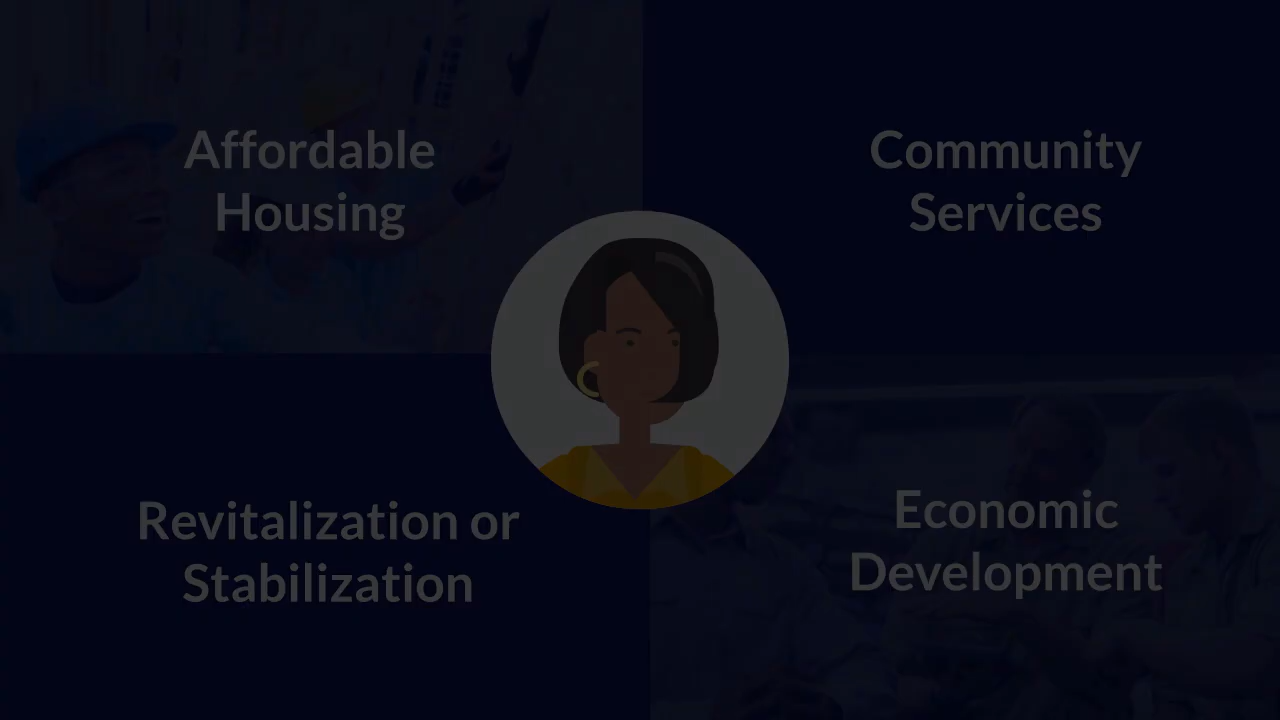 Affordable
Housing
Community
Services
Revitalization or
Stabilization
Economic
Development